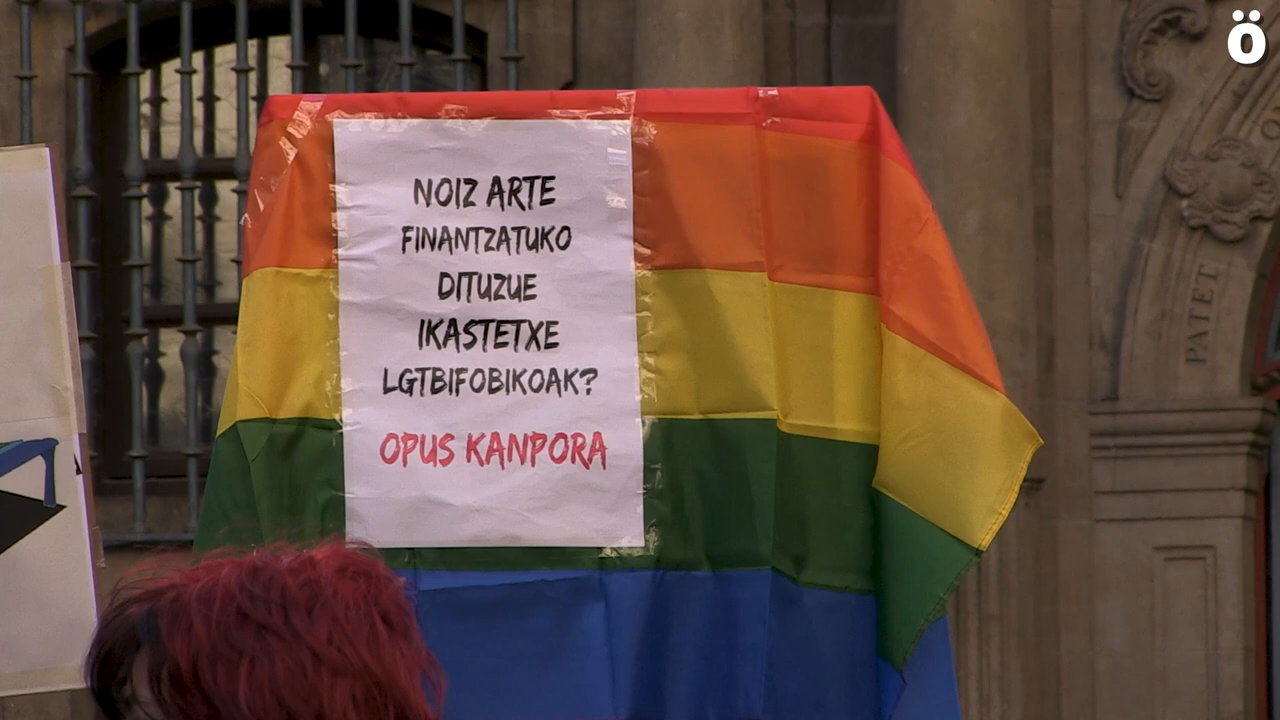 NOIZ ARTE
FINANTZATUKO
DITUZUE
IKASTETXE
LGTBIFOBIKOAK?
OPUS KANPORA
ö
PATET